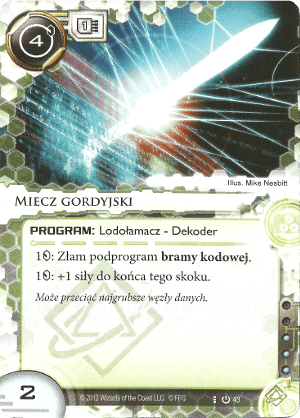 4
1
Illus. Mike Nesbitt
Miecz gordyjski
PROGRAM: Lodołamacz - Dekoder
1: Złam podprogram bramy kodowej.
1: +1 siły do końca tego skoku.
Może przeciąć najgrubsze węzły danych.
2
© 2012 Wizards of the Coast LLC. © FFG
43